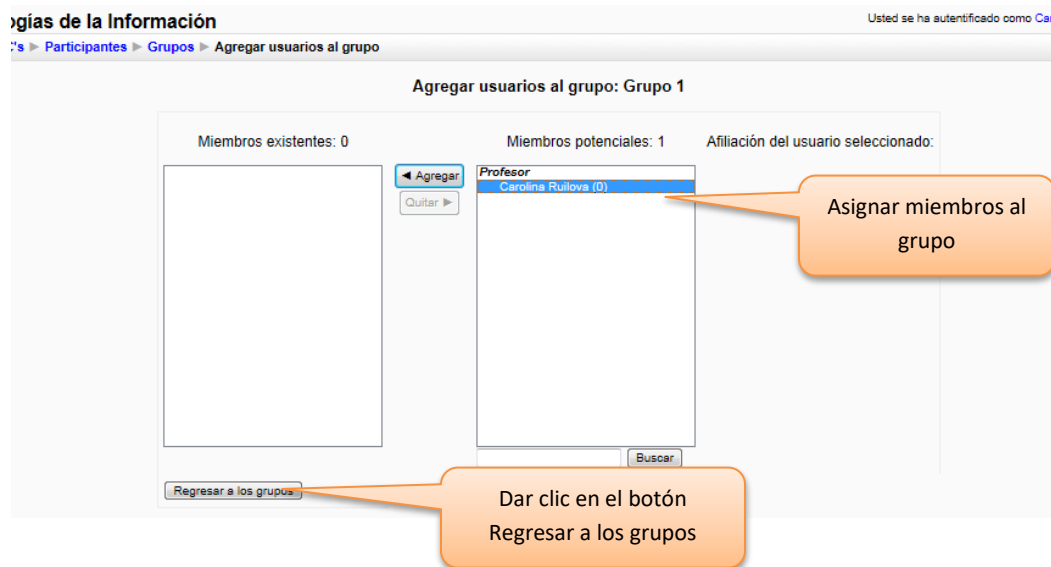 ogías de la Información
Usted se ha autentificado como Car
C's ► Participantes ► Grupos ► Agregar usuarios al grupo
Agregar usuarios al grupo: Grupo 1
Miembros existentes: 0
Miembros potenciales: 1
Afiliación del usuario seleccionado:
◄ Agregar
Quitar ►
Profesor
Carolina Ruilova (0)
Asignar miembros al
grupo
Buscar
Regresar a los grupos
Dar clic en el botón
Regresar a los grupos